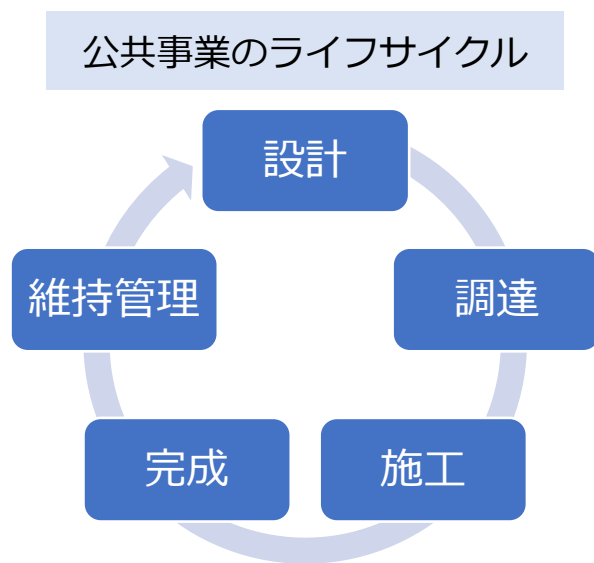 公共事業のライフサイクル
設計
調達
施工
完成
維持管理